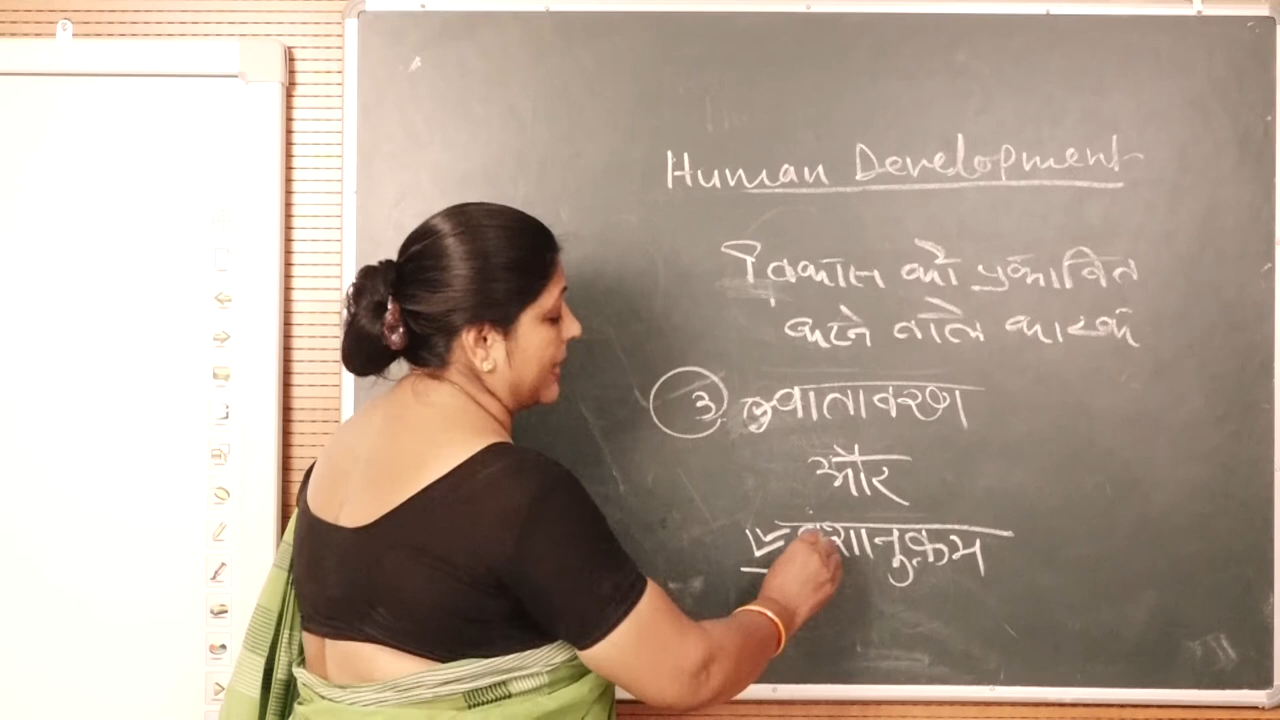 Human Development
विकास को प्रभावित
करने वाले कारक
3 वातावरण
और
वंशानुक्रम